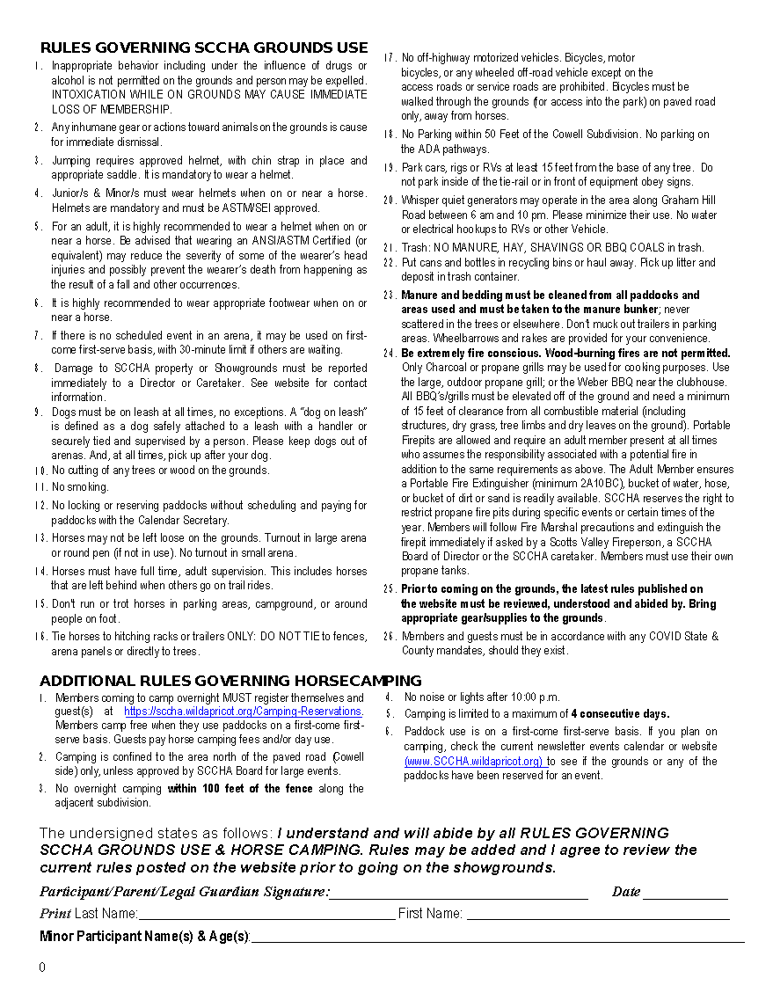 RULES GOVERNING SCCHA GROUNDS USE
1. Inappropriate behavior including under the influence of drugs or
alcohol is not permitted on the grounds and person may be expelled.
INTOXICATION WHILE ON GROUNDS MAY CAUSE IMMEDIATE
LOSS OF MEMBERSHIP.
2. Any inhumane gear or actions toward animals on the grounds is cause
for immediate dismissal.
3. Jumping requires approved helmet, with chin strap in place and
appropriate saddle. It is mandatory to wear a helmet.
4. Junior/s & Minor/s must wear helmets when on or near a horse.
Helmets are mandatory and must be ASTM/SEI approved.
5. For an adult, it is highly recommended to wear a helmet when on or
near a horse. Be advised that wearing an ANSI/ASTM Certified (or
equivalent) may reduce the severity of some of the wearer's head
injuries and possibly prevent the wearer's death from happening as
the result of a fall and other occurrences.
6. It is highly recommended to wear appropriate footwear when on or
near a horse.
7. If there is no scheduled event in an arena, it may be used on first-
come first-serve basis, with 30-minute limit if others are waiting.
8. Damage to SCCHA property or Showgrounds must be reported
immediately to a Director or Caretaker. See website for contact
information.
9. Dogs must be on leash at all times, no exceptions. A “dog on leash”
is defined as a dog safely attached to a leash with a handler or
securely tied and supervised by a person. Please keep dogs out of
arenas. And, at all times, pick up after your dog.
10. No cutting of any trees or wood on the grounds.
11. No smoking.
12. No locking or reserving paddocks without scheduling and paying for
paddocks with the Calendar Secretary.
13. Horses may not be left loose on the grounds. Turnout in large arena
or round pen (if not in use). No turnout in small arena.
14. Horses must have full time, adult supervision. This includes horses
that are left behind when others go on trail rides.
15. Don't run or trot horses in parking areas, campground, or around
people on foot.
16. Tie horses to hitching racks or trailers ONLY: DO NOT TIE to fences,
arena panels or directly to trees.
17. No off-highway motorized vehicles. Bicycles, motor
bicycles, or any wheeled off-road vehicle except on the
access roads or service roads are prohibited. Bicycles must be
walked through the grounds (for access into the park) on paved road
only, away from horses.
18. No Parking within 50 Feet of the Cowell Subdivision. No parking on
the ADA pathways.
19. Park cars, rigs or RVs at least 15 feet from the base of any tree. Do
not park inside of the tie-rail or in front of equipment obey signs.
20. Whisper quiet generators may operate in the area along Graham Hill
Road between 6 am and 10 pm. Please minimize their use. No water
or electrical hookups to RVs or other Vehicle.
21. Trash: NO MANURE, HAY, SHAVINGS OR BBQ COALS in trash.
22. Put cans and bottles in recycling bins or haul away. Pick up litter and
deposit in trash container.
23. Manure and bedding must be cleaned from all paddocks and
areas used and must be taken to the manure bunker; never
scattered in the trees or elsewhere. Don't muck out trailers in parking
areas. Wheelbarrows and rakes are provided for your convenience.
24. Be extremely fire conscious. Wood-burning fires are not permitted.
Only Charcoal or propane grills may be used for cooking purposes. Use
the large, outdoor propane grill; or the Weber BBQ near the clubhouse.
All BBQ's/grills must be elevated off of the ground and need a minimum
of 15 feet of clearance from all combustible material (including
structures, dry grass, tree limbs and dry leaves on the ground). Portable
Firepits are allowed and require an adult member present at all times
who assumes the responsibility associated with a potential fire in
addition to the same requirements as above. The Adult Member ensures
a Portable Fire Extinguisher (minimum 2A10BC), bucket of water, hose,
or bucket of dirt or sand is readily available. SCCHA reserves the right to
restrict propane fire pits during specific events or certain times of the
year. Members will follow Fire Marshal precautions and extinguish the
firepit immediately if asked by a Scotts Valley Fireperson, a SCCHA
Board of Director or the SCCHA caretaker. Members must use their own
propane tanks.
25. Prior to coming on the grounds, the latest rules published on
the website must be reviewed, understood and abided by. Bring
appropriate gear/supplies to the grounds.
26. Members and guests must be in accordance with any COVID State &
County mandates, should they exist.
ADDITIONAL RULES GOVERNING HORSECAMPING
1. Members coming to camp overnight MUST register themselves and
guest(s) at https://sccha.wildapricot.org/Camping-Reservations.
Members camp free when they use paddocks on a first-come first-
serve basis. Guests pay horse camping fees and/or day use.
2. Camping is confined to the area north of the paved road (Cowell
side) only, unless approved by SCCHA Board for large events.
3. No overnight camping within 100 feet of the fence along the
adjacent subdivision.
4. No noise or lights after 10:00 p.m.
5. Camping is limited to a maximum of 4 consecutive days.
6. Paddock use is on a first-come first-serve basis. If you plan on
camping, check the current newsletter events calendar or website
(www.SCCHA.wildapricot.org) to see if the grounds or any of the
paddocks have been reserved for an event.
The undersigned states as follows: I understand and will abide by all RULES GOVERNING
SCCHA GROUNDS USE & HORSE CAMPING. Rules may be added and I agree to review the
current rules posted on the website prior to going on the showgrounds.
Participant/Parent/Legal Guardian Signature: Date
Print Last Name: First Name:
Minor Participant Name(s) & Age(s):
0